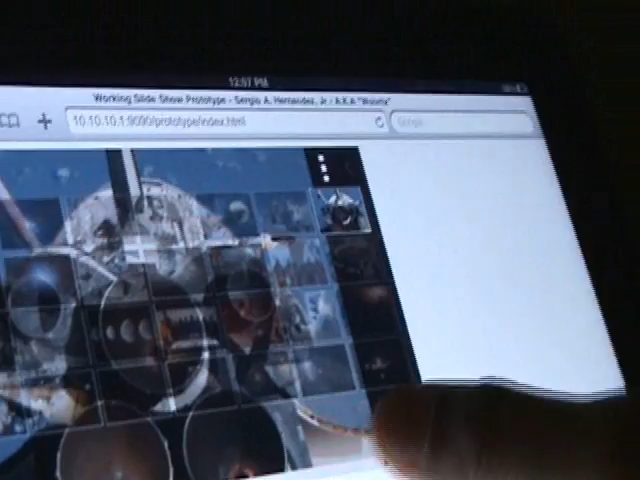 12:57 PM
Working Slide Show Prototype - Sergio A. Hernandez, Jr. : A.K.A
10.10.10.1:9090/prototype/index.html
Google